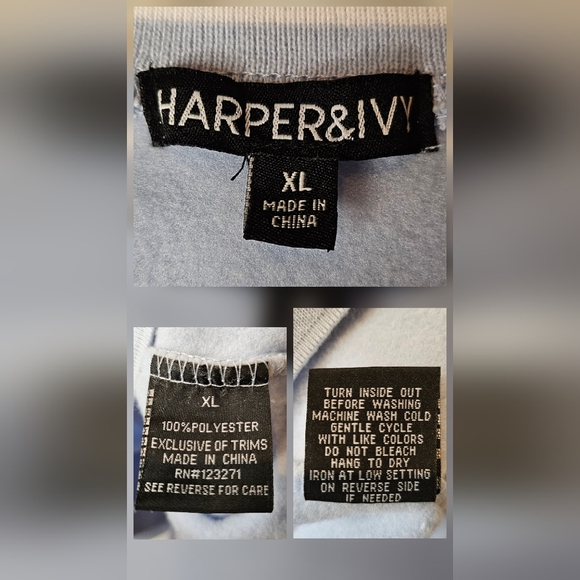 HARPER&IVY
XL
MADE IN
CHINA
XL
100%POLYESTER
EXCLUSIVE OF TRIMS
MADE IN CHINA
RN#123271
SEE REVERSE FOR CARE
TURN INSIDE OUT
BEFORE WASHING
MACHINE WASH COLD
GENTLE CYCLE
WITH LIKE COLORS
DO NOT BLEACH
HANG TO DRY
IRON AT LOW SETTING
ON REVERSE SIDE
IF NEEDED